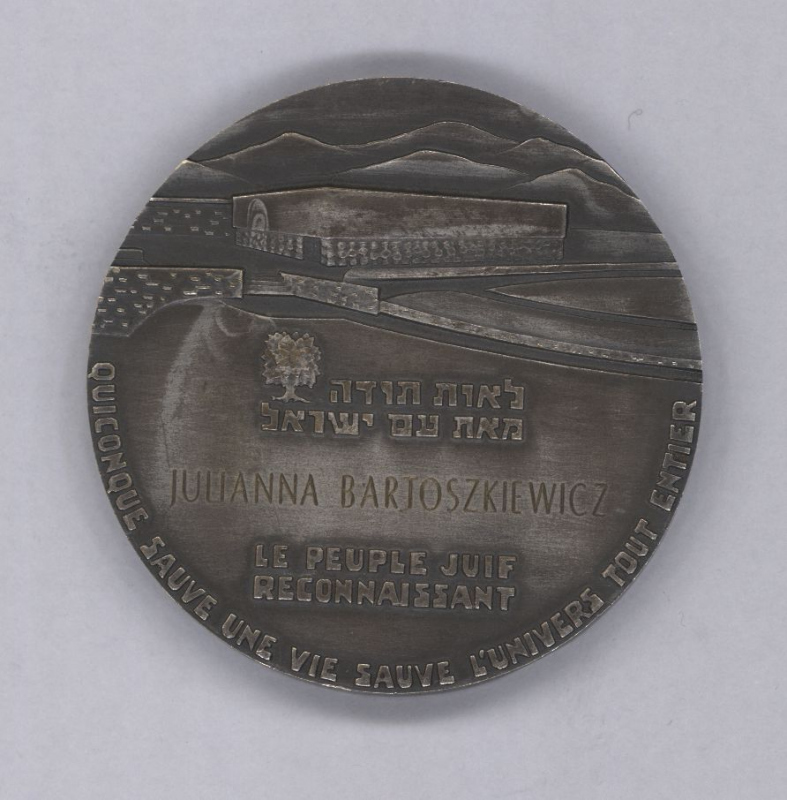 לאות תודה
מאת עם ישראל
JULIANNA BARTOSZKIEWICZ
LE PEUPLE JUIF
RECONNAISSANT
QUICONQUE SAUVE UNE VIE SAUVE L'UNIVERS TOUT ENTIER